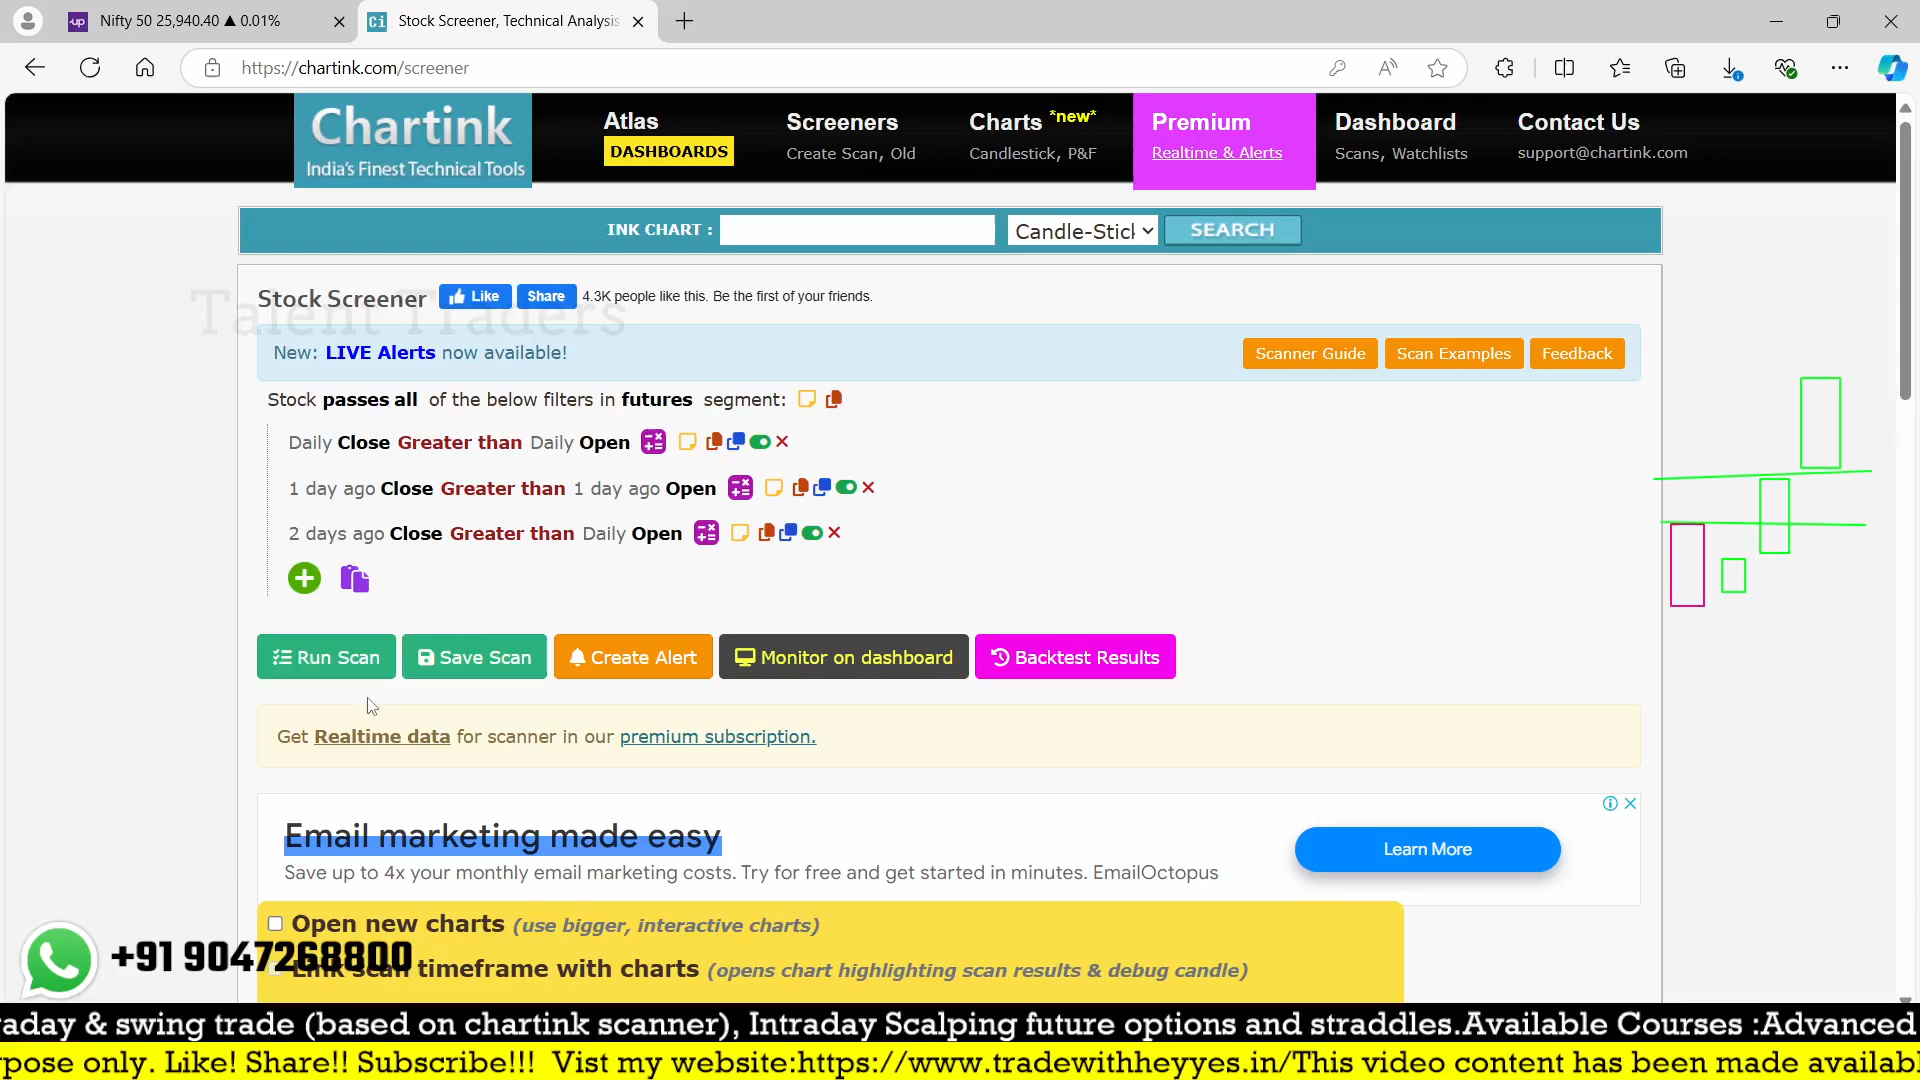 Nifty 50 25,940.40 ▲ 0.01%
Stock Screener, Technical Analysis
https://chartink.com/screener
Chartink
India's Finest Technical Tools
Atlas
DASHBOARDS
Screeners
Create Scan, Old
Charts *new*
Candlestick, P&F
Premium
Realtime & Alerts
Dashboard
Scans, Watchlists
Contact Us
support@chartink.com
INK CHART :
Candle-Stick
SEARCH
Stock Screener
Like
Share
4.3K people like this. Be the first of your friends.
Talent Traders
New: LIVE Alerts now available!
Scanner Guide
Scan Examples
Feedback
Stock passes all of the below filters in futures segment:
Daily Close Greater than Daily Open
1 day ago Close Greater than 1 day ago Open
2 days ago Close Greater than Daily Open
Run Scan
Save Scan
Create Alert
Monitor on dashboard
Backtest Results
Get Realtime data for scanner in our premium subscription.
Email marketing made easy
Save up to 4x your monthly email marketing costs. Try for free and get started in minutes. EmailOctopus
Learn More
Open new charts (use bigger, interactive charts)
+91 9047268800
Link scan timeframe with charts (opens chart highlighting scan results & debug candle)
raday & swing trade (based on chartink scanner), Intraday Scalping future options and straddles.Available Courses :Advanced
rpose only. Like! Share!! Subscribe!!! Vist my website:https://www.tradewithheyyes.in/This video content has been made availabl